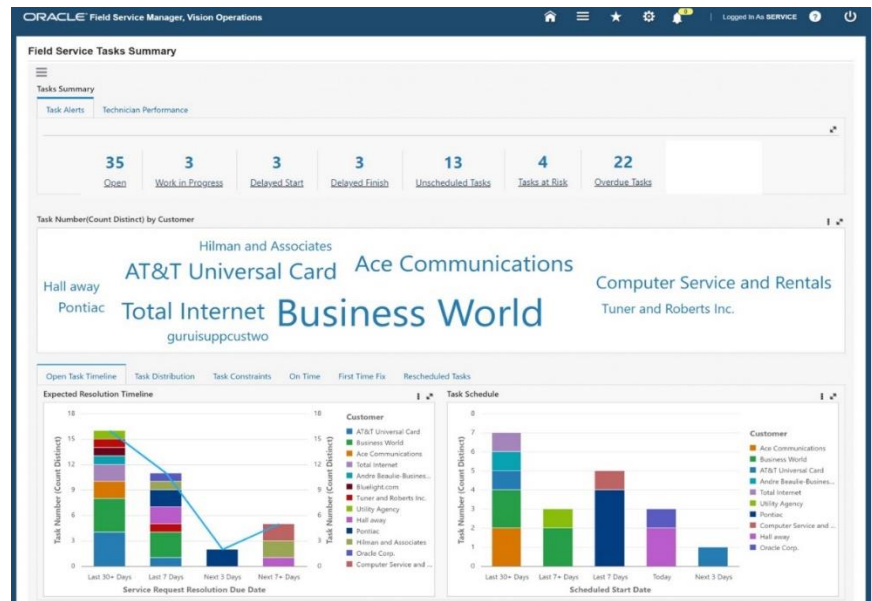 ORACLE Field Service Manager, Vision Operations
0
Logged In As SERVICE ?
Field Service Tasks Summary
Tasks Summary
Task Alerts Technician Performance
35 3 3 3 13 4 22
Open Work in Progress Delayed Start Delayed Finish Unscheduled Tasks Tasks at Risk Overdue Tasks
Task Number(Count Distinct) by Customer
Hilman and Associates
AT&T Universal Card Ace Communications
Hall away Computer Service and Rentals
Pontiac Total Internet Business World Tuner and Roberts Inc.
guruisuppcustwo
Open Task Timeline Task Distribution Task Constraints On Time First Time Fix Rescheduled Tasks
Expected Resolution Timeline
Task Number (Count Distinct)
18
15
12
9
6
3
0
Last 30+ Days Last 7 Days Next 3 Days Next 7+ Days
Service Request Resolution Due Date
18
15
12
9
6
3
0
Task Number (Count Distinct)
Customer
AT&T Universal Card
Business World
Ace Communications
Total Internet
Andre Beaulie-Busines...
Bluelight.com
Tuner and Roberts Inc.
Utility Agency
Hall away
Pontiac
Hilman and Associates
Oracle Corp.
Computer Service and ...
Task Schedule
Task Number (Count Distinct)
8
7
6
5
4
3
2
1
0
Last 30+ Days Last 7+ Days Last 7 Days Today Next 3 Days
Scheduled Start Date
Customer
Ace Communications
Business World
AT&T Universal Card
Andre Beaulie-Busines...
Total Internet
Utility Agency
Pontiac
Computer Service and ...
Hall away
Oracle Corp.